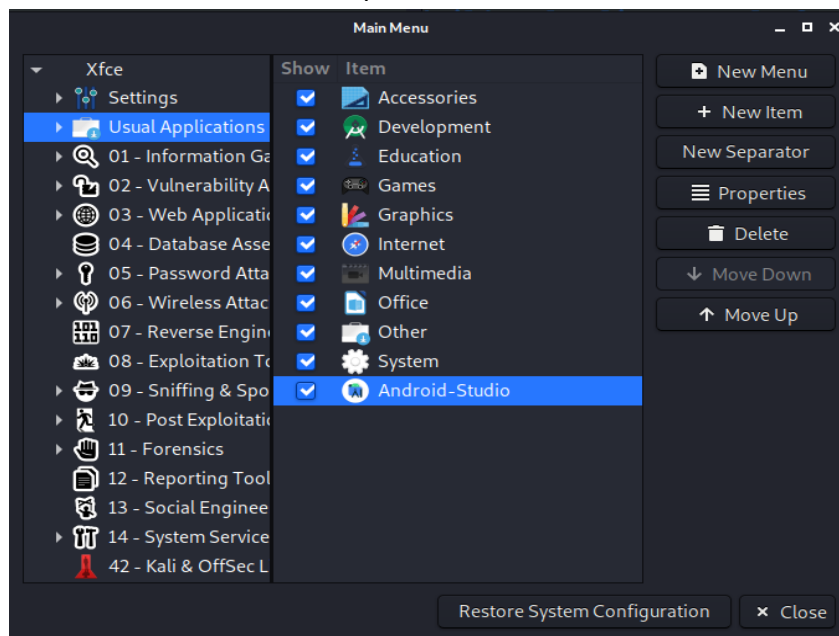 Main Menu
Xfce
Settings
Usual Applications
01 - Information Ga
02 - Vulnerability A
03 - Web Applicatio
04 - Database Asse
05 - Password Atta
06 - Wireless Attac
07 - Reverse Engin
08 - Exploitation To
09 - Sniffing & Spo
10 - Post Exploitatio
11 - Forensics
12 - Reporting Tool
13 - Social Enginee
14 - System Service
42 - Kali & OffSec L
Show Item
Accessories
Development
Education
Games
Graphics
Internet
Multimedia
Office
Other
System
Android-Studio
New Menu
New Item
New Separator
Properties
Delete
Move Down
Move Up
Restore System Configuration
Close